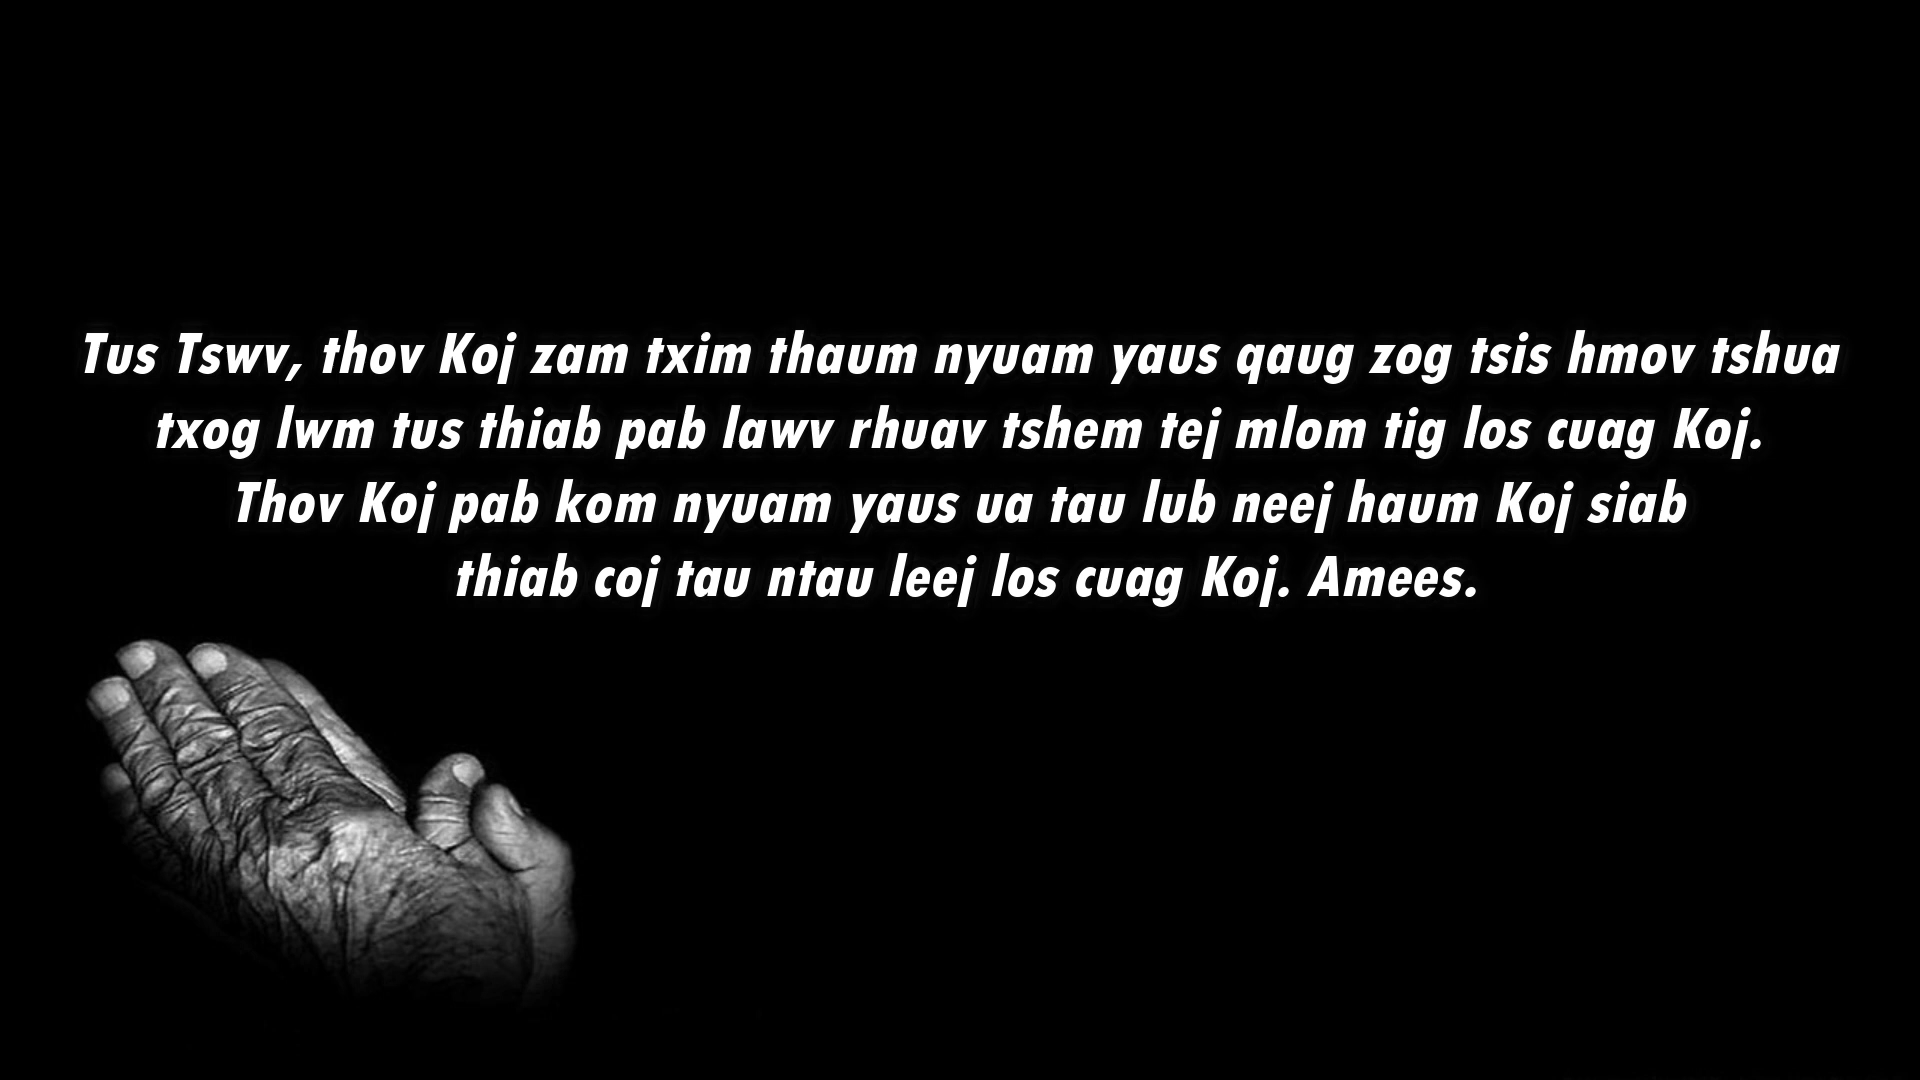 Tus Tswv, thov Koj zam txim thaum nyuam yaus qaug zog tsis hmov tshua
txog lwm tus thiab pab lawv rhuav tshem tej mlom tig los cuag Koj.
Thov Koj pab kom nyuam yaus ua tau lub neej haum Koj siab
thiab coj tau ntau leej los cuag Koj. Amees.